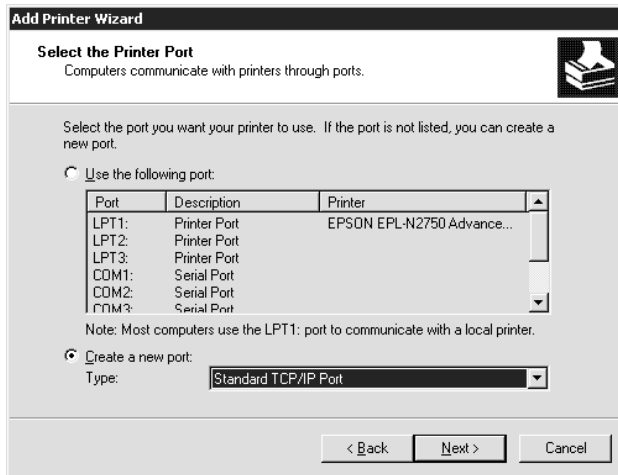 Add Printer Wizard
Select the Printer Port
Computers communicate with printers through ports.
Select the port you want your printer to use. If the port is not listed, you can create a
new port.
Use the following port:
Port Description Printer
LPT1: Printer Port EPSON EPL-N2750 Advance...
LPT2: Printer Port
LPT3: Printer Port
COM1: Serial Port
COM2: Serial Port
COM3: Serial Port
Note: Most computers use the LPT1: port to communicate with a local printer.
Create a new port:
Type: Standard TCP/IP Port
< Back Next > Cancel